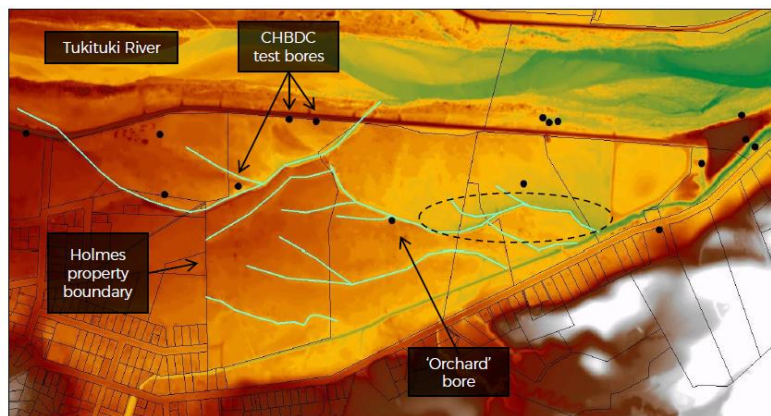 Tukituki River
CHBDC
test bores
Holmes
property
boundary
‘Orchard’
bore